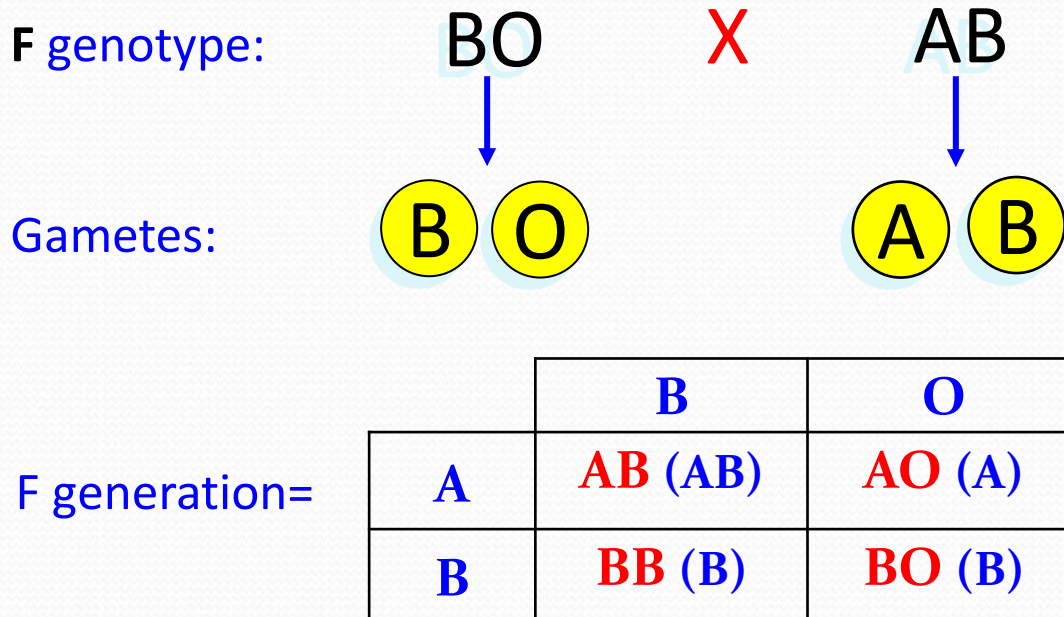 F genotype: BO X AB
Gametes: B O A B
B O
F generation= A AB (AB) AO (A)
B BB (B) BO (B)